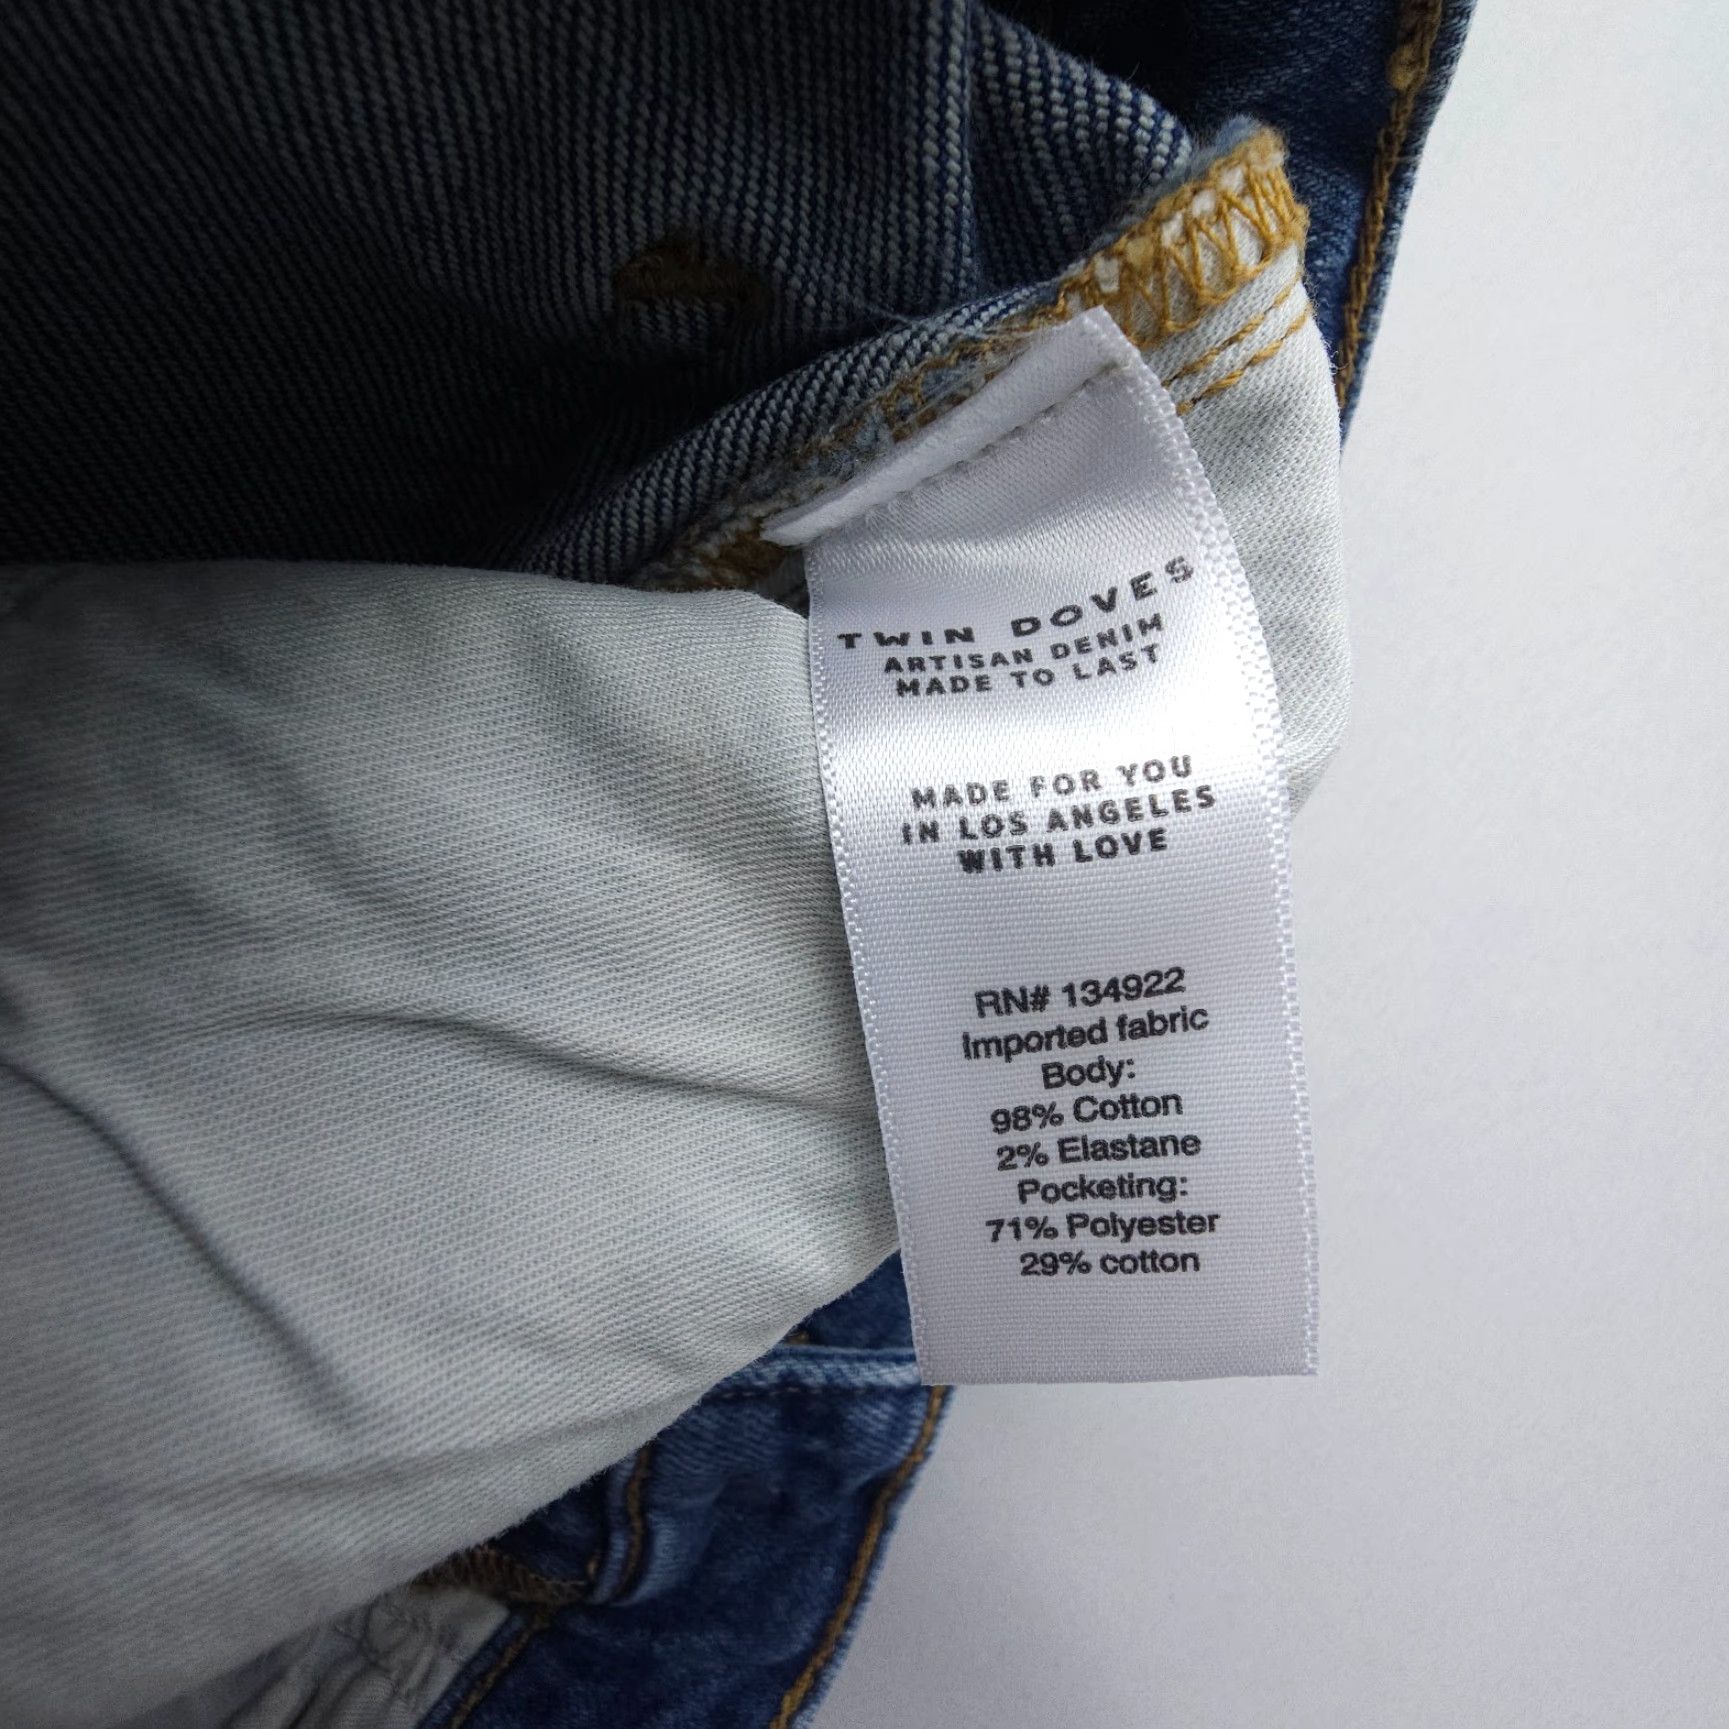 TWIN DOVES
ARTISAN DENIM
MADE TO LAST
MADE FOR YOU
IN LOS ANGELES
WITH LOVE
RN# 134922
Imported fabric
Body:
98% Cotton
2% Elastane
Pocketing:
71% Polyester
29% cotton